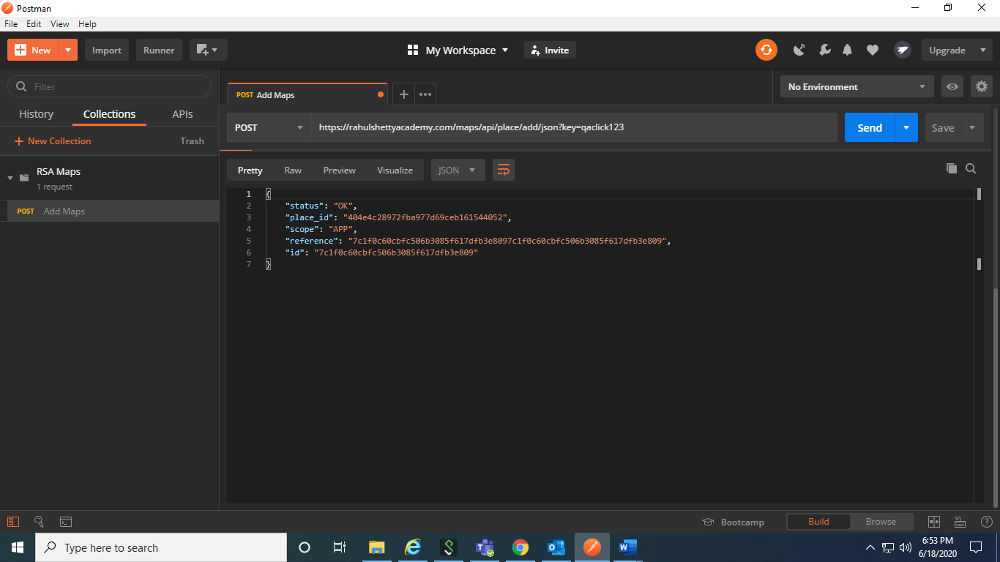 Postman
File Edit View Help
New Import Runner My Workspace Invite Upgrade
Filter
History Collections APIs
New Collection Trash
RSA Maps
1 request
POST Add Maps
POST Add Maps
No Environment
POST https://rahulshettyacademy.com/maps/api/place/add/json?key=qaclick123 Send Save
Pretty Raw Preview Visualize JSON
1 {
2 "status": "OK",
3 "place_id": "404e4c28972fba977d69ceb161544052",
4 "scope": "APP",
5 "reference": "7c1f0c60cbfc506b3085f617dfb3e8097c1f0c60cbfc506b3085f617dfb3e809",
6 "id": "7c1f0c60cbfc506b3085f617dfb3e809"
7 }
Bootcamp Build Browse
Type here to search
6:53 PM
6/18/2020